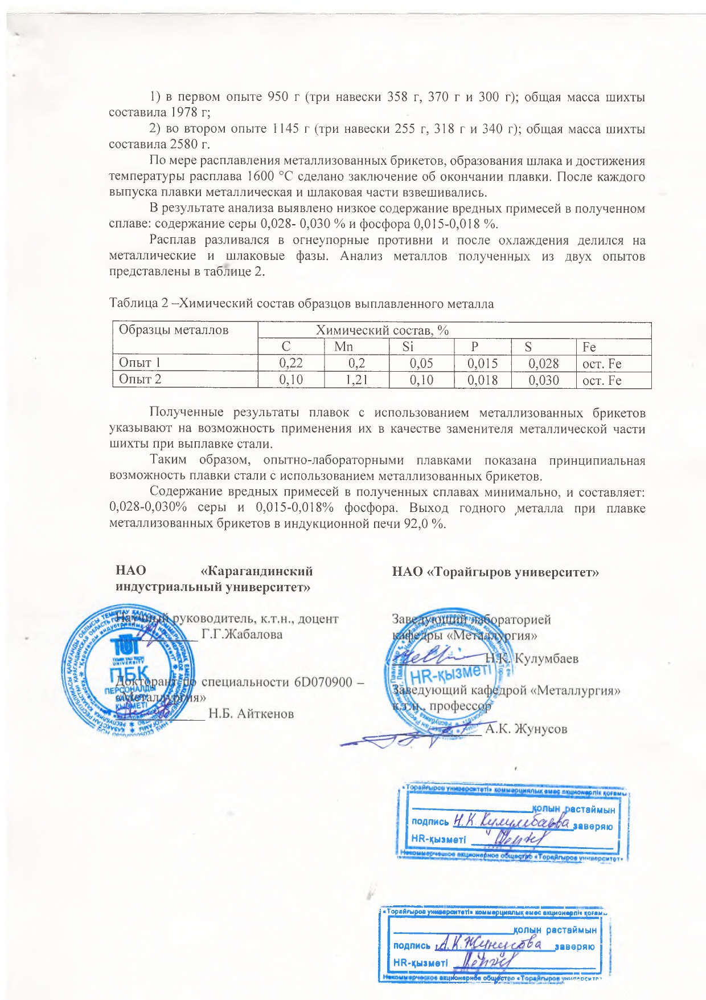 1) в первом опыте 950 г (три навески 358 г, 370 г и 300 г); общая масса шихты
составила 1978 г;
2) во втором опыте 1145 г (три навески 255 г, 318 г и 340 г); общая масса шихты
составила 2580 г.
По мере расплавления металлизованных брикетов, образования шлака и достижения
температуры расплава 1600 °С сделано заключение об окончании плавки. После каждого
выпуска плавки металлическая и шлаковая части взвешивались.
В результате анализа выявлено низкое содержание вредных примесей в полученном
сплаве: содержание серы 0,028- 0,030 % и фосфора 0,015-0,018 %.
Расплав разливался в огнеупорные противни и после охлаждения делился на
металлические и шлаковые фазы. Анализ металлов полученных из двух опытов
представлены в таблице 2.
Таблица 2 –Химический состав образцов выплавленного металла
Образцы металлов Химический состав, %
C Mn Si P S Fe
Опыт 1 0,22 0,2 0,05 0,015 0,028 ост. Fe
Опыт 2 0,10 1,21 0,10 0,018 0,030 ост. Fe
Полученные результаты плавок с использованием металлизованных брикетов
указывают на возможность применения их в качестве заменителя металлической части
шихты при выплавке стали.
Таким образом, опытно-лабораторными плавками показана принципиальная
возможность плавки стали с использованием металлизованных брикетов.
Содержание вредных примесей в полученных сплавах минимально, и составляет:
0,028-0,030% серы и 0,015-0,018% фосфора. Выход годного металла при плавке
металлизованных брикетов в индукционной печи 92,0 %.
НАО «Карагандинский
индустриальный университет»
Научный руководитель, к.т.н., доцент
Г.Г.Жабалова
UNIVERSITY
ПБК
ПЕРСОНАЛДЫ
ҚЫЗМЕТІ
Докторант по специальности 6D070900 –
«Металлургия»
Н.Б. Айткенов
НАО «Торайгыров университет»
Заведующий лабораторией
кафедры «Металлургия»
Н.К. Кулумбаев
HR-қызметі
Заведующий кафедрой «Металлургия»
к.т.н., профессор
А.К. Жунусов
«Торайғыров университеті» коммерциялық емес акционерлік қоғамы
қолын растаймын
подпись Н.К Кулумбаева заверяю
HR-қызметі
Некоммерческое акционерное общество «Торайғыров университет»
«Торайғыров университеті» коммерциялық емес акционерлік қоғамы
қолын растаймын
подпись А.К.Жунусова заверяю
HR-қызметі
Некоммерческое акционерное общество «Торайғыров университет»